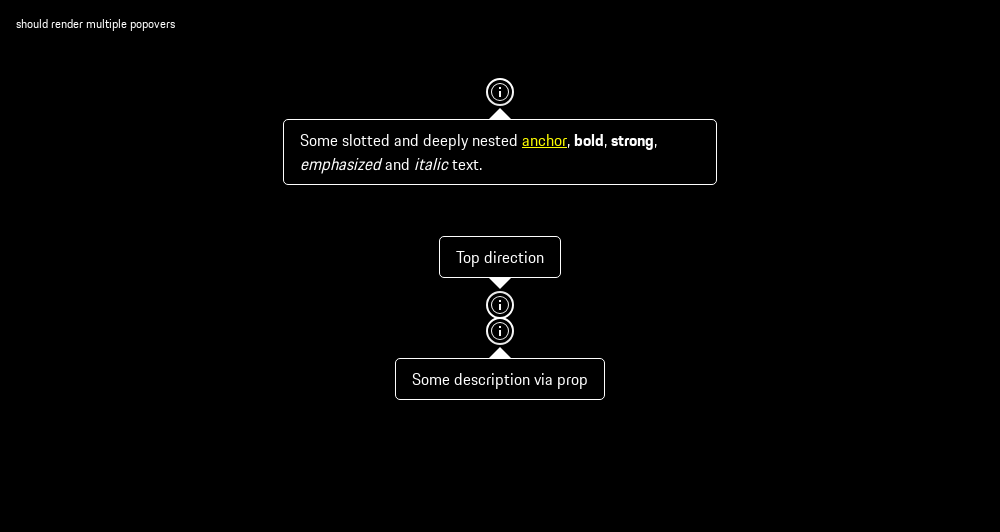 should render multiple popovers
Some slotted and deeply nested anchor, bold, strong,
emphasized and italic text.
Top direction
Some description via prop